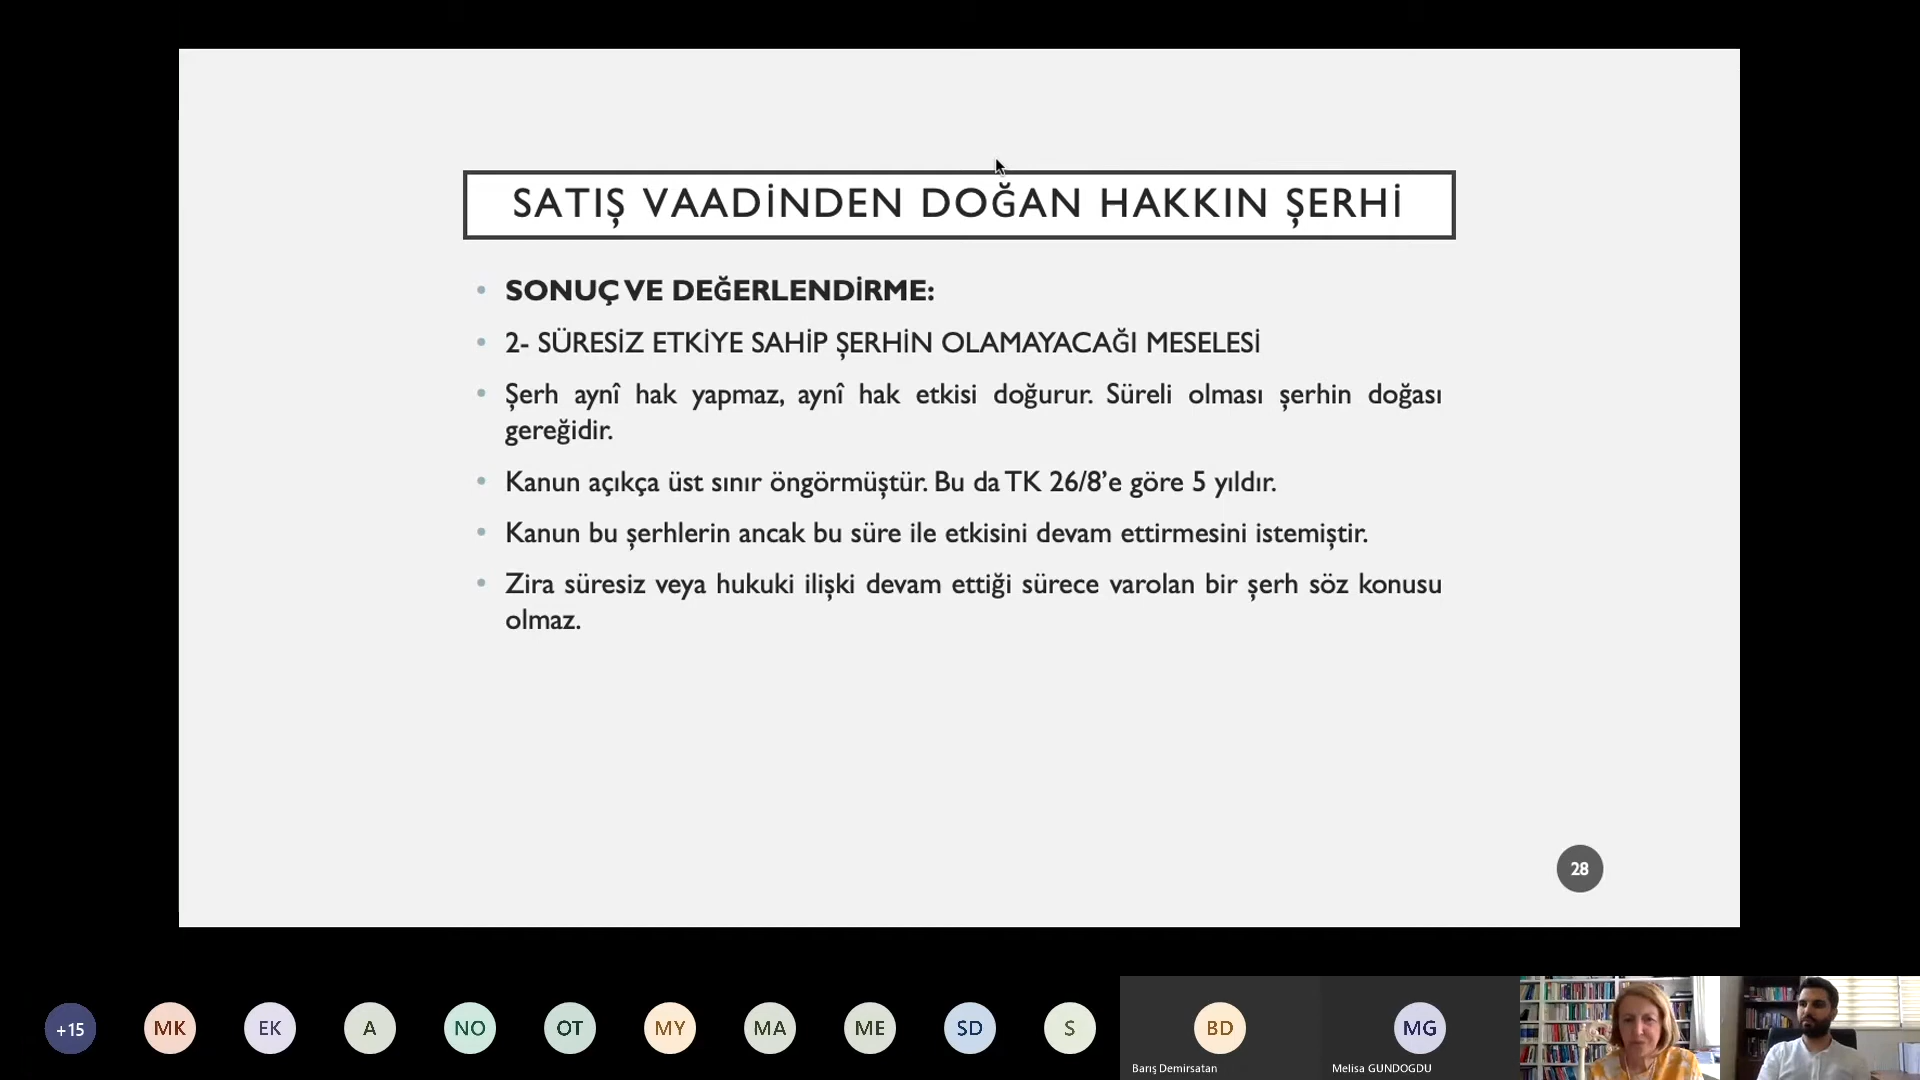 SATIŞ VAADİNDEN DOĞAN HAKKIN ŞERHİ
SONUÇ VE DEĞERLENDİRME:
2- SÜRESİZ ETKİYE SAHİP ŞERHİN OLAMAYACAĞI MESELESİ
Şerh aynî hak yapmaz, aynî hak etkisi doğurur. Süreli olması şerhin doğası
gereğidir.
Kanun açıkça üst sınır öngörmüştür. Bu da TK 26/8’e göre 5 yıldır.
Kanun bu şerhlerin ancak bu süre ile etkisini devam ettirmesini istemiştir.
Zira süresiz veya hukuki ilişki devam ettiği sürece varolan bir şerh söz konusu
olmaz.
28
+15 MK EK A NO OT MY MA ME SD S BD MG
Barış Demirsatan Melisa GUNDOGDU